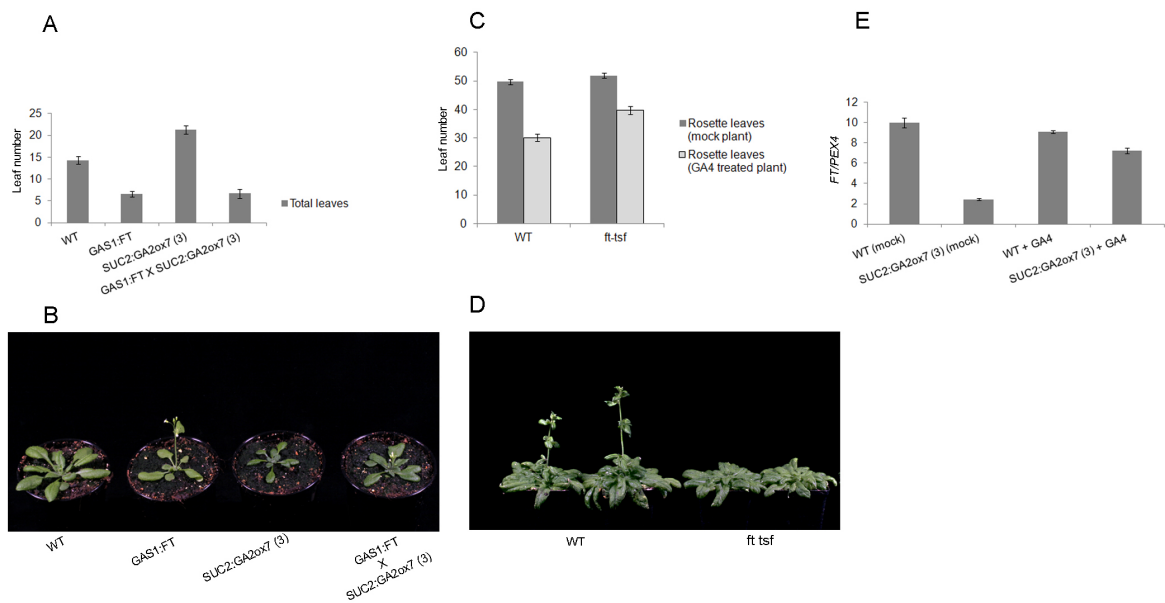 A
Leaf number
25
20
15
10
5
0
WT
GAS1:FT
SUC2:GA2ox7 (3)
GAS1:FT X SUC2:GA2ox7 (3)
Total leaves
B
WT
GAS1:FT
SUC2:GA2ox7 (3)
GAS1:FT
X
SUC2:GA2ox7 (3)
C
Leaf number
60
50
40
30
20
10
0
WT
ft-tsf
Rosette leaves
(mock plant)
Rosette leaves
(GA4 treated plant)
D
WT
ft tsf
E
FT/PEX4
12
10
8
6
4
2
0
WT (mock)
SUC2:GA2ox7 (3) (mock)
WT + GA4
SUC2:GA2ox7 (3) + GA4